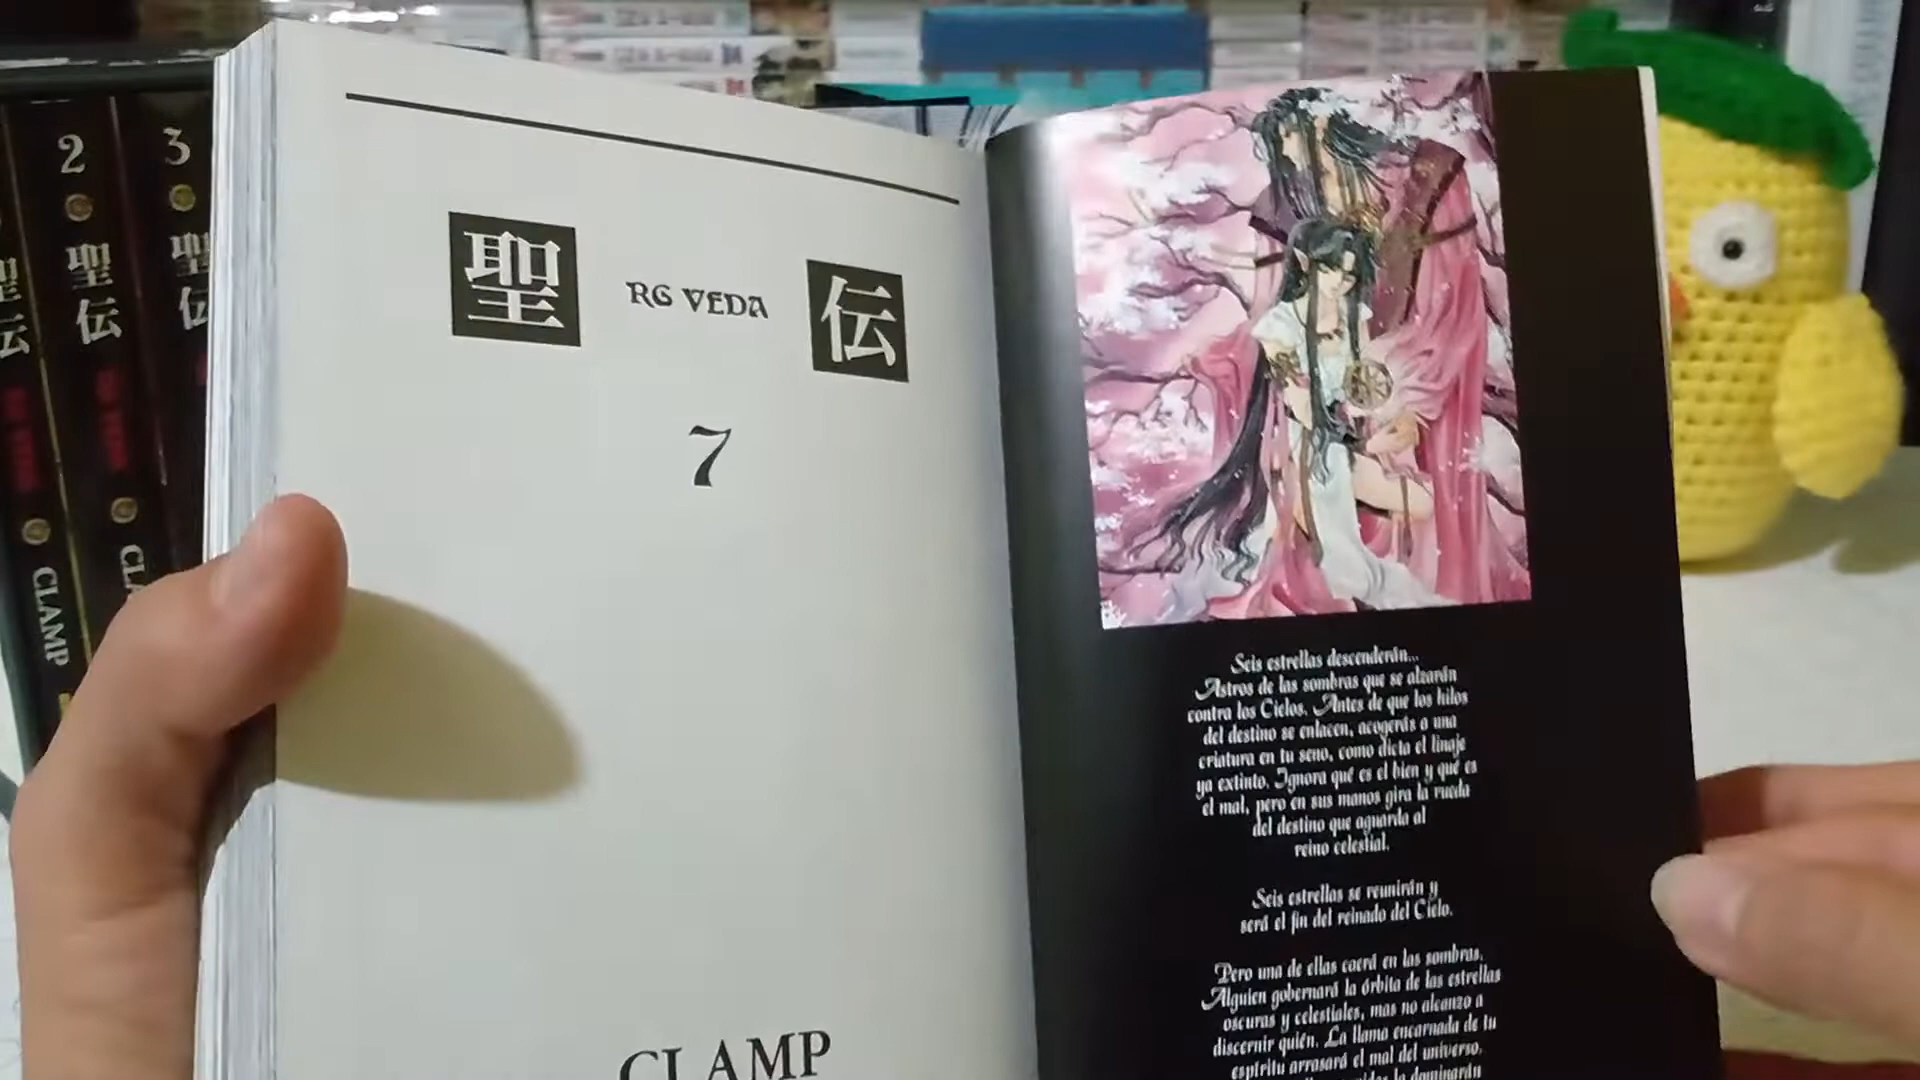 2
聖伝
CLAMP
3
聖伝
聖 RG VEDA 伝
7
CLAMP
Seis estrellas descenderán...
Astros de las sombras que se alzarán
contra los Cielos. Antes de que los hilos
del destino se enlacen, acogerás a una
criatura en tu seno, como dicta el linaje
ya extinto. Ignora qué es el bien y qué es
el mal, pero en sus manos gira la rueda
del destino que aguarda al
reino celestial.
Seis estrellas se reunirán y
será el fin del reinado del Cielo.
Pero una de ellas caerá en las sombras.
Alguien gobernará la órbita de las estrellas
oscuras y celestiales, mas no alcanzo a
discernir quién. La llama encarnada de tu
espíritu arrasará el mal del universo.
la dominarán